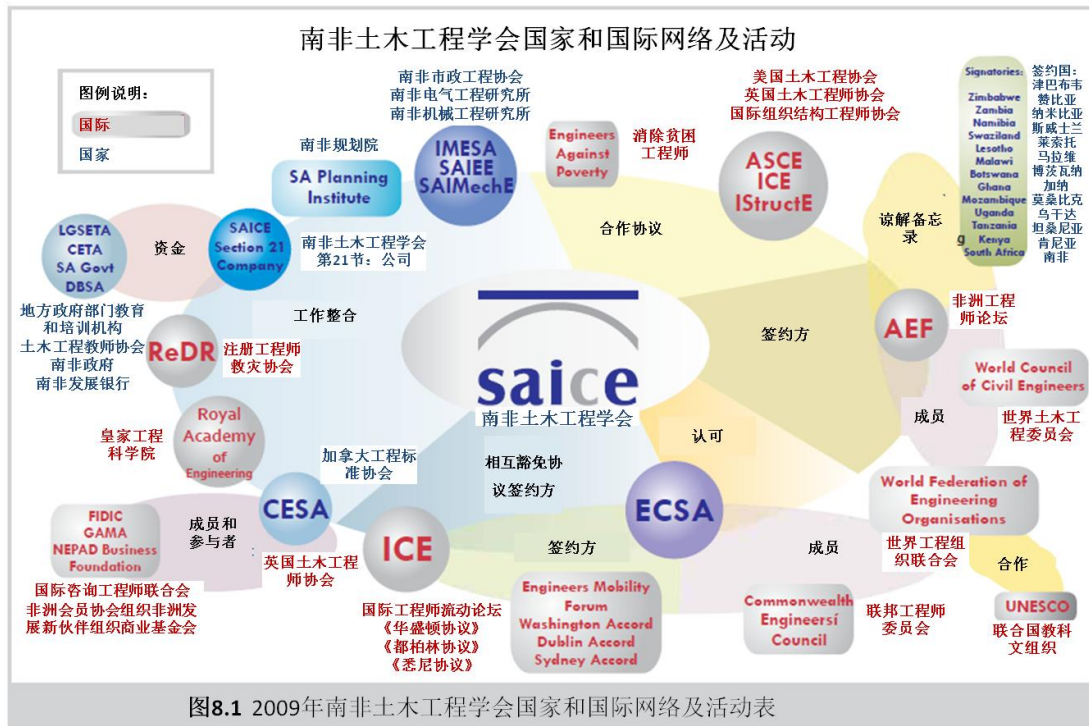 南非土木工程学会国家和国际网络及活动
图例说明：
国际
国家
南非市政工程协会
南非电气工程研究所
南非机械工程研究所
IMESA
SAIEE
SAIMechE
南非规划院
SA Planning
Institute
Engineers
Against
Poverty
消除贫困
工程师
美国土木工程协会
英国土木工程师协会
国际组织结构工程师协会
ASCE
ICE
IStructE
Signatories:
Zimbabwe
Zambia
Namibia
Swaziland
Lesotho
Malawi
Botswana
Ghana
Mozambique
Uganda
Tanzania
g Kenya
South Africa
签约国：
津巴布韦
赞比亚
纳米比亚
斯威士兰
莱索托
马拉维
博茨瓦纳
加纳
莫桑比克
乌干达
坦桑尼亚
肯尼亚
南非
LGSETA
CETA
SA Govt
DBSA
资金
SAICE
Section 21
Company
南非土木工程学会
第21节：公司
合作协议
谅解备忘
录
地方政府部门教育
和培训机构
土木工程教师协会
南非政府
南非发展银行
工作整合
ReDR
注册工程师
救灾协会
saice
南非土木工程学会
签约方
AEF
非洲工程
师论坛
World Council
of Civil Engineers
世界土木工
程委员会
成员
皇家工程
科学院
Royal
Academy
of
Engineering
加拿大工程标
准协会
CESA
相互豁免协
议签约方
认可
ECSA
World Federation of
Engineering
Organisations
世界工程组
织联合会
FIDIC
GAMA
NEPAD Business
Foundation
成员和
参与者
国际咨询工程师联合会
非洲会员协会组织非洲发
展新伙伴组织商业基金会
英国土木工程
师协会
ICE
签约方
成员
合作
国际工程师流动论坛
《华盛顿协议》
《都柏林协议》
《悉尼协议》
Engineers Mobility
Forum
Washington Accord
Dublin Accord
Sydney Accord
Commonwealth
Engineersí
Council
联邦工程师
委员会
UNESCO
联合国教科
文组织
图8.1 2009年南非土木工程学会国家和国际网络及活动表